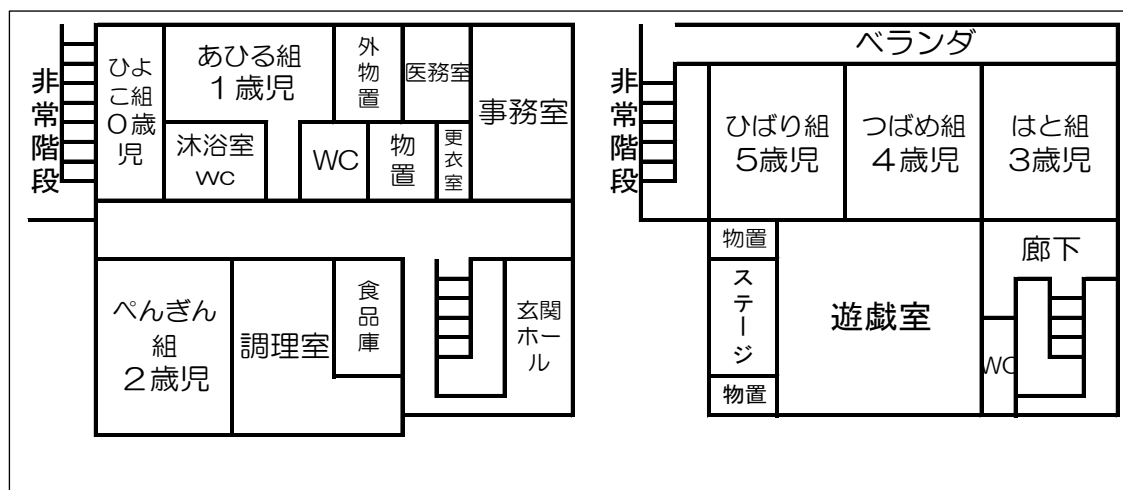 非常階段
ひよ
こ組
０歳
児
あひる組
１歳児
外物置
医務室
事務室
沐浴室
WC
WC
物置
更衣室
ぺんぎん
組
２歳児
調理室
食品庫
玄関
ホール
ベランダ
非常階段
ひばり組
５歳児
つばめ組
４歳児
はと組
３歳児
物置
ステージ
物置
遊戯室
廊下
WC